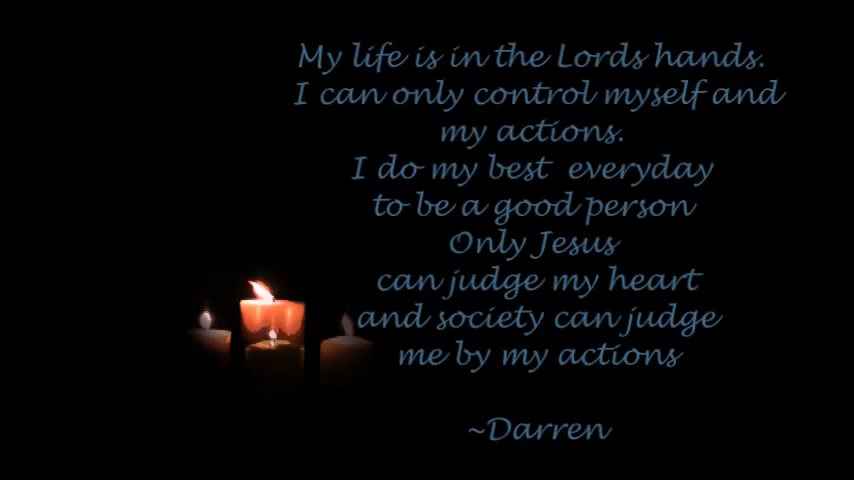 My life is in the Lords hands.
I can only control myself and
my actions.
I do my best everyday
to be a good person
Only Jesus
can judge my heart
and society can judge
me by my actions
~Darren